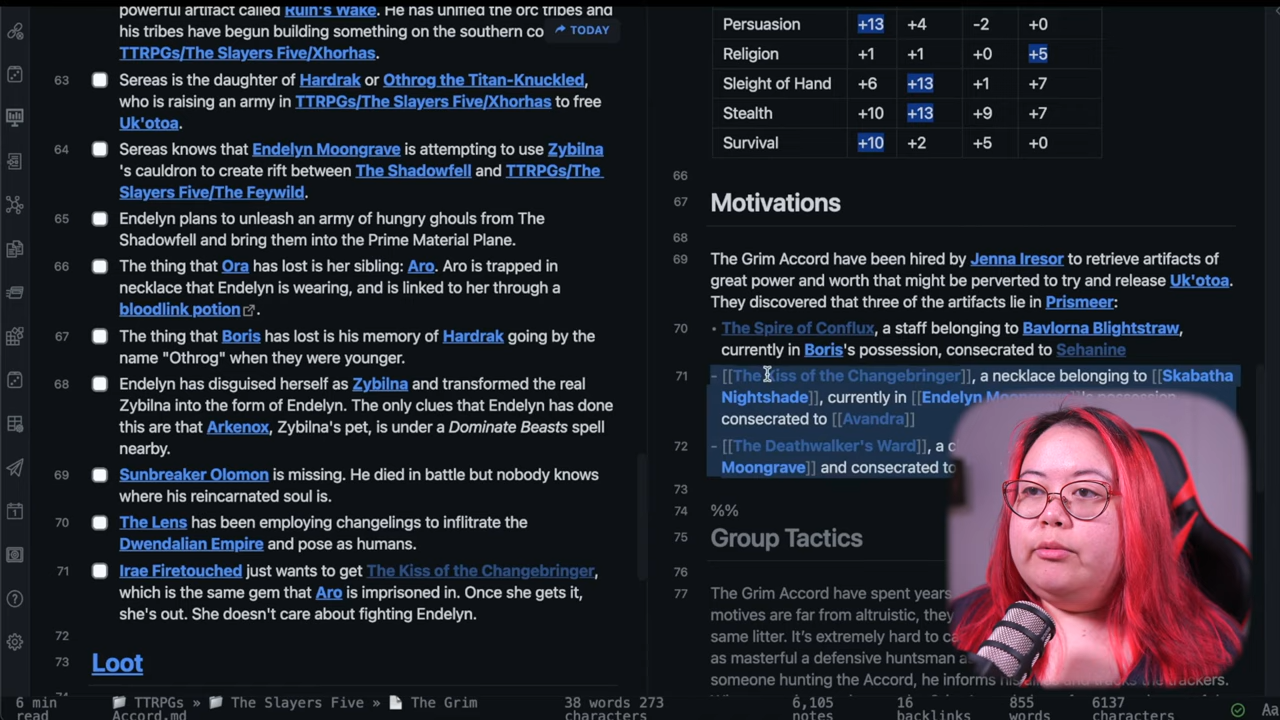 powerful artifact called Ruin's Wake. He has unified the orc tribes and
his tribes have begun building something on the southern co
TODAY
TTRPGs/The Slayers Five/Xhorhas.
63 Sereas is the daughter of Hardrak or Othrog the Titan-Knuckled,
who is raising an army in TTRPGs/The Slayers Five/Xhorhas to free
Uk'otoa.
64 Sereas knows that Endelyn Moongrave is attempting to use Zybilna
's cauldron to create rift between The Shadowfell and TTRPGs/The
Slayers Five/The Feywild.
65 Endelyn plans to unleash an army of hungry ghouls from The
Shadowfell and bring them into the Prime Material Plane.
66 The thing that Ora has lost is her sibling: Aro. Aro is trapped in
necklace that Endelyn is wearing, and is linked to her through a
bloodlink potion.
67 The thing that Boris has lost is his memory of Hardrak going by the
name "Othrog" when they were younger.
68 Endelyn has disguised herself as Zybilna and transformed the real
Zybilna into the form of Endelyn. The only clues that Endelyn has done
this are that Arkenox, Zybilna's pet, is under a Dominate Beasts spell
nearby.
69 Sunbreaker Olomon is missing. He died in battle but nobody knows
where his reincarnated soul is.
70 The Lens has been employing changelings to inflitrate the
Dwendalian Empire and pose as humans.
71 Irae Firetouched just wants to get The Kiss of the Changebringer,
which is the same gem that Aro is imprisoned in. Once she gets it,
she's out. She doesn't care about fighting Endelyn.
72
73 Loot
Persuasion +13 +4 -2 +0
Religion +1 +1 +0 +5
Sleight of Hand +6 +13 +1 +7
Stealth +10 +13 +9 +7
Survival +10 +2 +5 +0
66
67 Motivations
68
69 The Grim Accord have been hired by Jenna Iresor to retrieve artifacts of
great power and worth that might be perverted to try and release Uk'otoa.
They discovered that three of the artifacts lie in Prismeer:
70 • The Spire of Conflux, a staff belonging to Bavlorna Blightstraw,
currently in Boris's possession, consecrated to Sehanine
71 - [[The Kiss of the Changebringer]], a necklace belonging to [[Skabatha
Nightshade]], currently in [[Endelyn
consecrated to [[Avandra]]
72 - [[The Deathwalker's Ward]], a
Moongrave]] and consecrated to
73
74 %%
75 Group Tactics
76
77 The Grim Accord have spent years
motives are far from altruistic, they
same litter. It's extremely hard to
as masterful a defensive huntsman
someone hunting the Accord, he informs
trackers.
6 min
read
TTRPGs » The Slayers Five » The Grim
Accord.md
38 words 273
characters
6,105
notes
16
backlinks
855
words
6137
characters
Aa